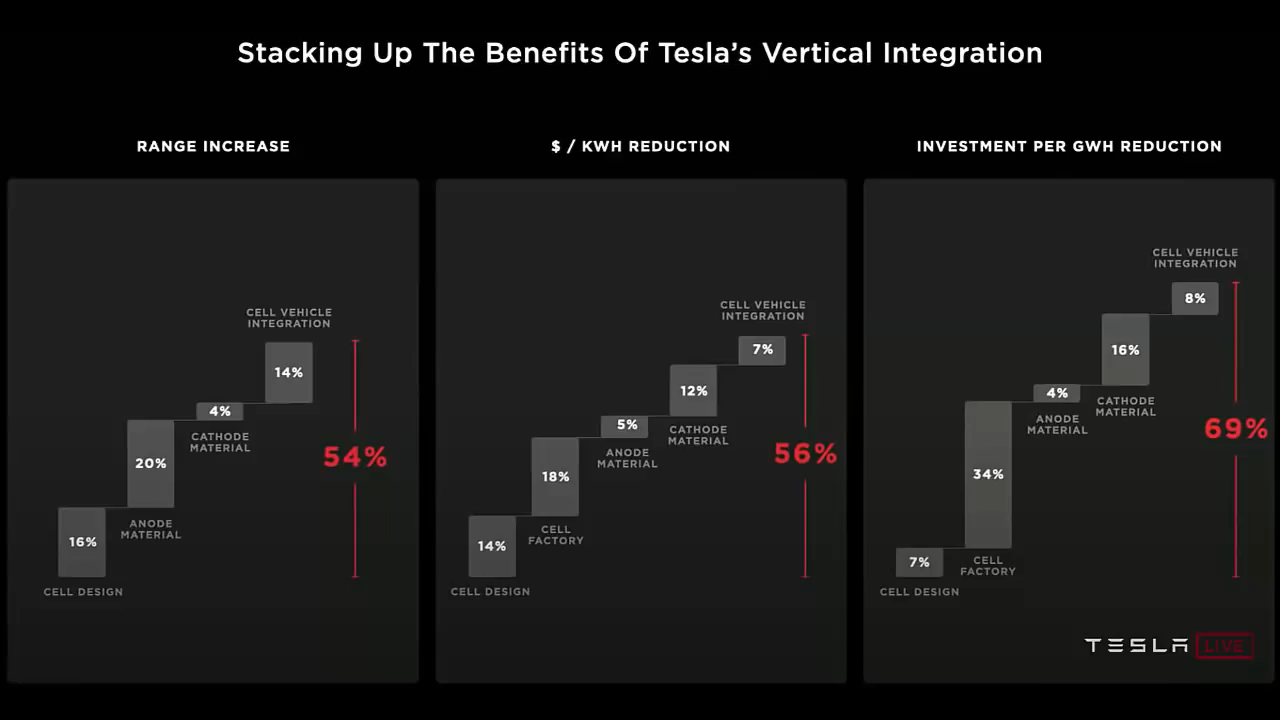 Stacking Up The Benefits Of Tesla's Vertical Integration
RANGE INCREASE
CELL VEHICLE
INTEGRATION
14%
4%
CATHODE
MATERIAL
20%
ANODE
MATERIAL
16%
CELL DESIGN
54%
$ / KWH REDUCTION
CELL VEHICLE
INTEGRATION
7%
12%
CATHODE
MATERIAL
5%
ANODE
MATERIAL
18%
CELL
FACTORY
14%
CELL DESIGN
56%
INVESTMENT PER GWH REDUCTION
CELL VEHICLE
INTEGRATION
8%
16%
CATHODE
MATERIAL
4%
ANODE
MATERIAL
34%
CELL
FACTORY
7%
CELL DESIGN
69%
TESLA LIVE